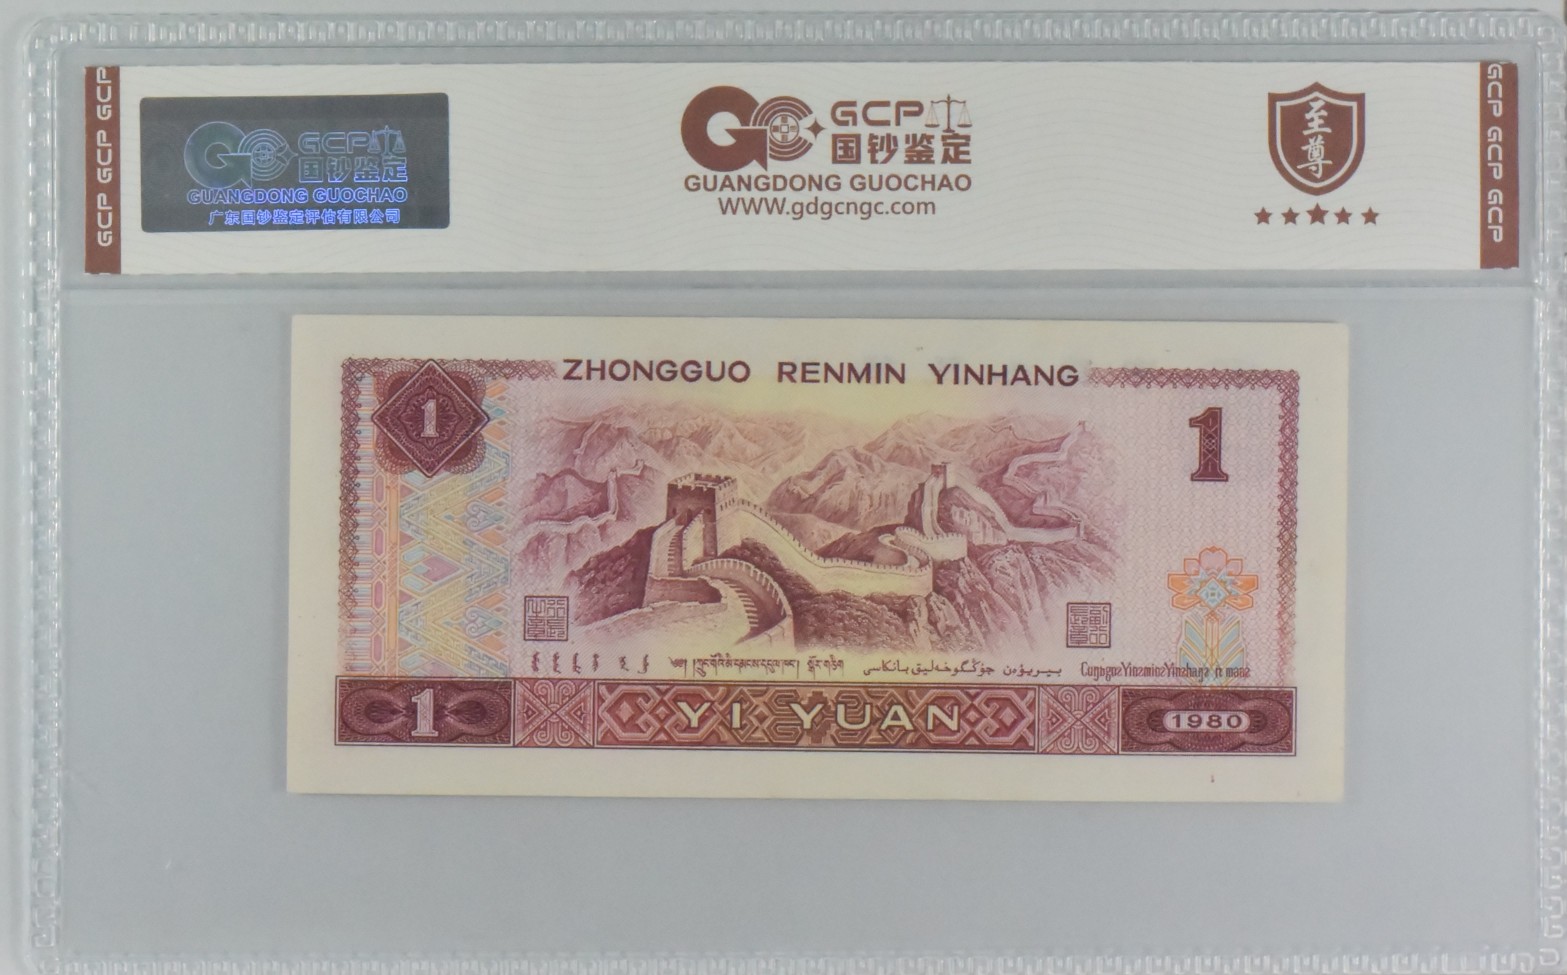 GCP GCP GCP
GCP
国钞鉴定
GUANGDONG GUOCHAO
广东国钞鉴定评估有限公司
GCP
国钞鉴定
GUANGDONG GUOCHAO
WWW.gdgcngc.com
至尊
GCP GCP GCP
ZHONGGUO RENMIN YINHANG
1
1
1
YI YUAN
1980